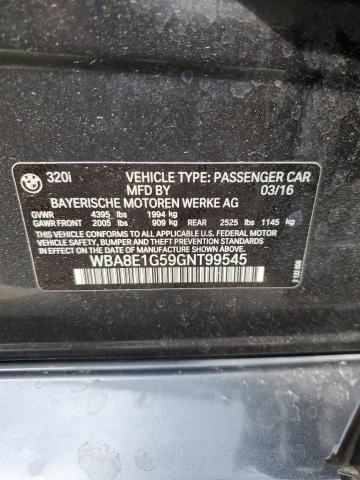 320i VEHICLE TYPE: PASSENGER CAR
MFD BY 03/16
BAYERISCHE MOTOREN WERKE AG
GVWR 4395 lbs 1994 kg
GAWR FRONT 2005 lbs 909 kg REAR 2525 lbs 1145 kg
THIS VEHICLE CONFORMS TO ALL APPLICABLE U.S. FEDERAL MOTOR
VEHICLE SAFETY, BUMPER AND THEFT PREVENTION STANDARDS IN EFFECT
ON THE DATE OF MANUFACTURE SHOWN ABOVE.
WBA8E1G59GNT99545